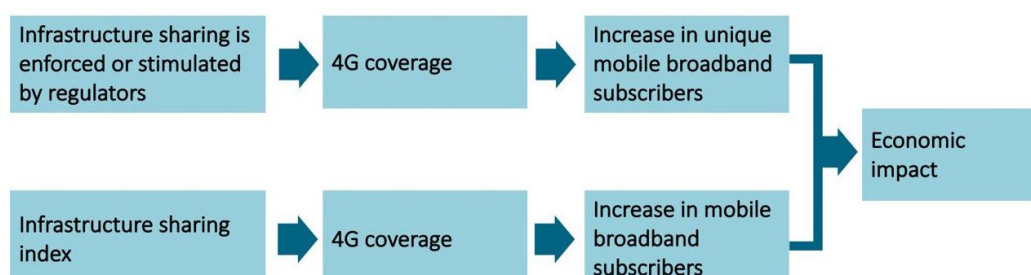 Infrastructure sharing is
enforced or stimulated
by regulators
4G coverage
Increase in unique
mobile broadband
subscribers
Economic
impact
Infrastructure sharing
index
4G coverage
Increase in mobile
broadband
subscribers